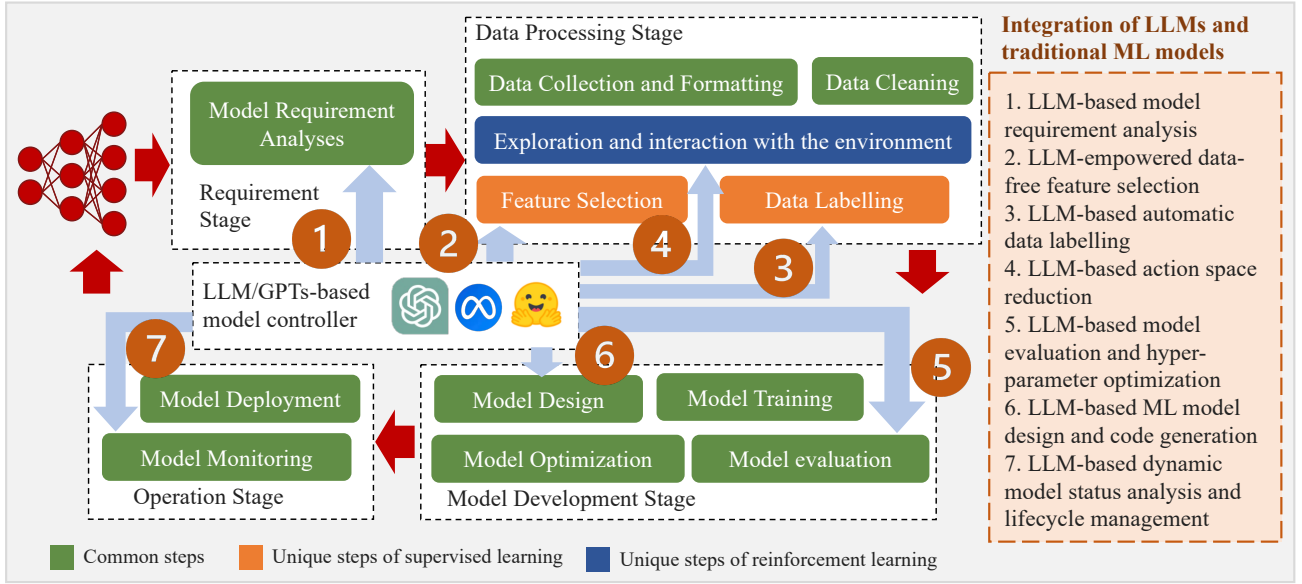 Data Processing Stage
Data Collection and Formatting
Data Cleaning
Exploration and interaction with the environment
Feature Selection
Data Labelling
Model Requirement
Analyses
Requirement
Stage
1
2
4
3
LLM/GPTs-based
model controller
7
6
5
Model Deployment
Model Monitoring
Operation Stage
Model Design
Model Training
Model Optimization
Model evaluation
Model Development Stage
Common steps
Unique steps of supervised learning
Unique steps of reinforcement learning
Integration of LLMs and
traditional ML models
1. LLM-based model
requirement analysis
2. LLM-empowered data-
free feature selection
3. LLM-based automatic
data labelling
4. LLM-based action space
reduction
5. LLM-based model
evaluation and hyper-
parameter optimization
6. LLM-based ML model
design and code generation
7. LLM-based dynamic
model status analysis and
lifecycle management